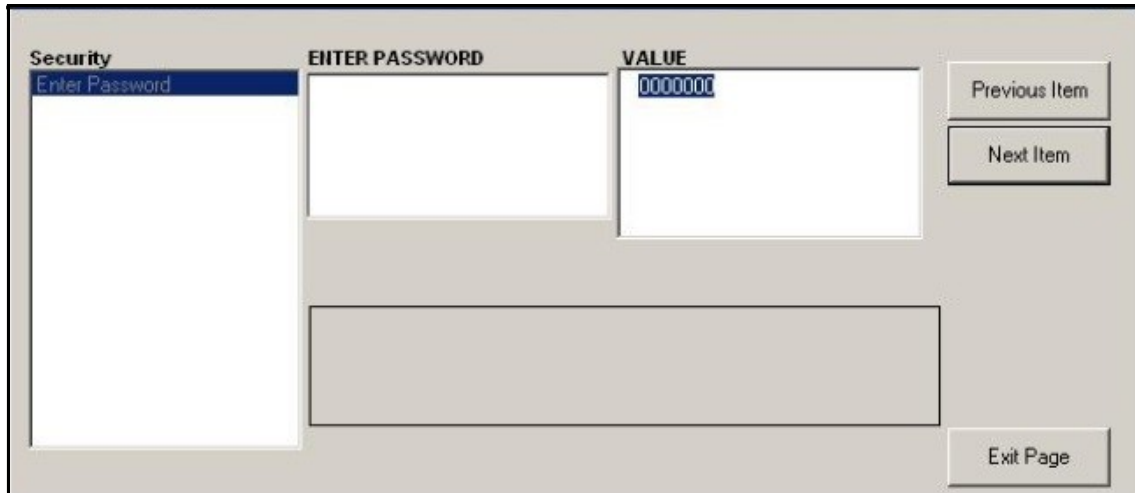 Security
Enter Password
ENTER PASSWORD
VALUE
0000000
Previous Item
Next Item
Exit Page